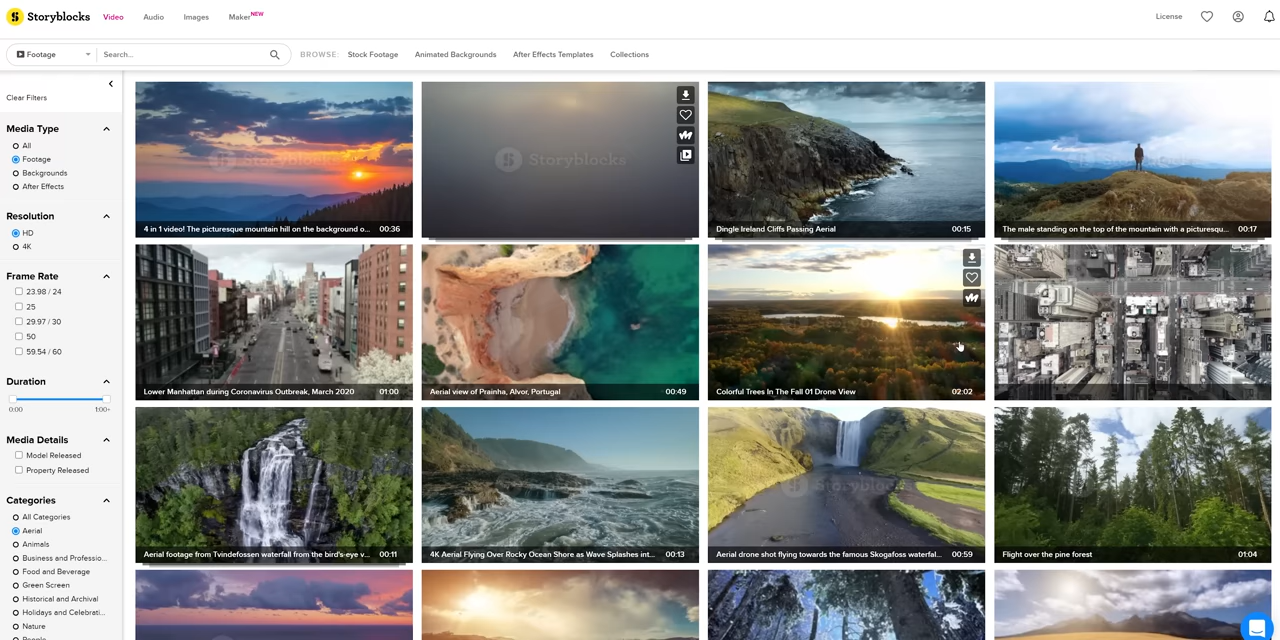 Storyblocks
Video
Audio
Images
Maker NEW
License
Footage
Search...
BROWSE:
Stock Footage
Animated Backgrounds
After Effects Templates
Collections
Clear Filters
Media Type
All
Footage
Backgrounds
After Effects
Resolution
HD
4K
Frame Rate
23.98 / 24
25
29.97 / 30
50
59.54 / 60
Duration
0:00
1:00+
Media Details
Model Released
Property Released
Categories
All Categories
Aerial
Animals
Business and Professio...
Food and Beverage
Green Screen
Historical and Archival
Holidays and Celebrati...
Nature
People
Storyblocks
4 in 1 video! The picturesque mountain hill on the background o... 00:36
Storyblocks
Dingle Ireland Cliffs Passing Aerial 00:15
The male standing on the top of the mountain with a picturesqu... 00:17
Lower Manhattan during Coronavirus Outbreak, March 2020 01:00
Aerial view of Prainha, Alvor, Portugal 00:49
Colorful Trees In The Fall 01 Drone View 02:02
Aerial footage from Tvindefossen waterfall from the bird's-eye v... 00:11
4K Aerial Flying Over Rocky Ocean Shore as Wave Splashes int... 00:13
Storyblocks
Aerial drone shot flying towards the famous Skogafoss waterfal... 00:59
Flight over the pine forest 01:04